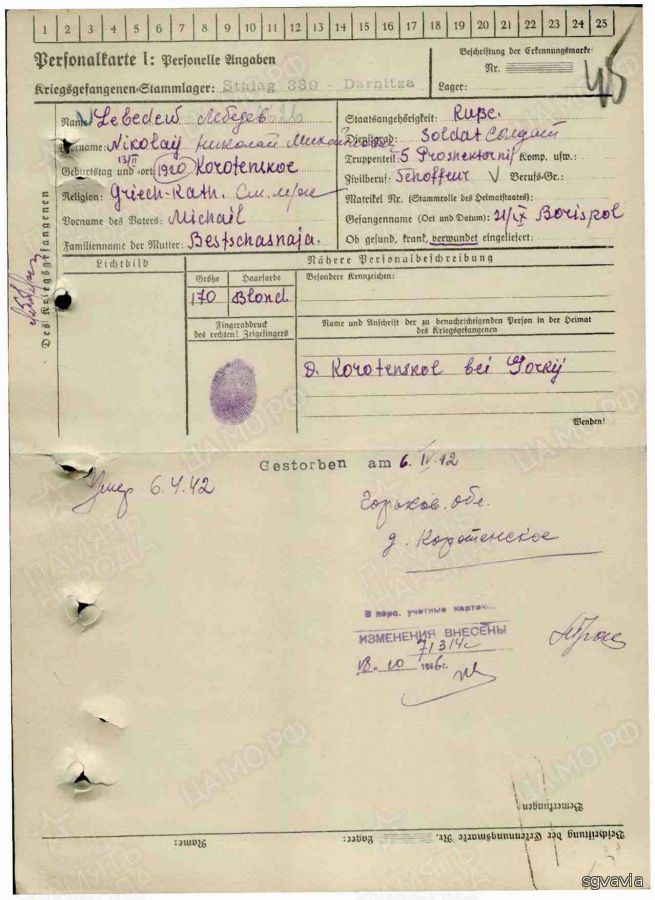 1 2 3 4 5 6 7 8 9 10 11 12 13 14 15 16 17 18 19 20 21 22 23 24 25
Personalkarte I: Personelle Angaben
Kriegsgefangenen-Stammlager: Stalag 339 - Darnitza
Beschriftung der Erkennungsmarke:
Nr.
Lager:
45
Des Kriegsgefangenen
Name: Lebedew Лебедев
Vorname: Nikolaij Николай Михайлович
Geburtstag und -ort: 13/II 1920 Korotenskoe
Religion: Griech-Kath.
Vorname des Vaters: Michail
Familienname der Mutter: Bestschasnaja.
Staatsangehörigkeit: Ruße.
Dienstgrad: Soldat Солдат
Truppenteil: 5 Komp. usw.:
Zivilberuf: Schoffeur Berufs-Gr.:
Matrikel Nr. (Stammrolle des Heimatstaates):
Gefangennahme (Ort und Datum): 21/IX Borispol
Ob gesund, krank, verwundet eingeliefert:
Lichtbild
Größe Haarfarbe
170 Blond
Fingerabdruck
des rechten! Zeigefingers
Nähere Personalbeschreibung
Besondere Kennzeichen:
Name und Anschrift der zu benachrichtigenden Person in der Heimat
des Kriegsgefangenen
D. Korotenskoe bei Gorkij
Wenden!
Gestorben am 6. IV. 42
Умер 6.4.42
Горьков. обл.
д. Коротенское
В перс. учетные карточки
ИЗМЕНЕНИЯ ВНЕСЕНЫ
71314с
10 1946г.
Bemerkungen:
Beschriftung der Erkennungsmarke Nr. Lager: Name:
ЦАМО.РФ
ПАМЯТЬ НАРОДА
sgvavia